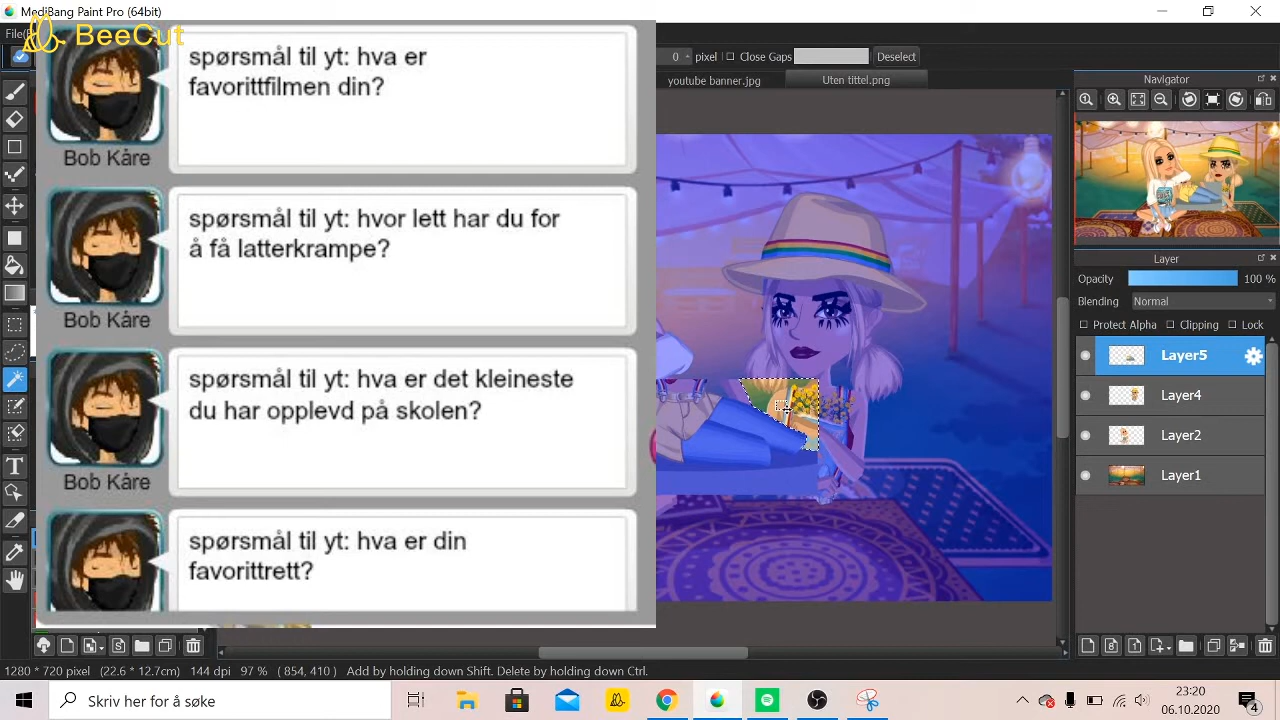 MediBang Paint Pro (64bit)
BeeCut
File(
0 pixel Close Gaps Deselect
youtube banner.jpg Uten tittel.png
spørsmål til yt: hva er
favorittfilmen din?
Bob Kåre
spørsmål til yt: hvor lett har du for
å få latterkrampe?
Bob Kåre
spørsmål til yt: hva er det kleineste
du har opplevd på skolen?
Bob Kåre
spørsmål til yt: hva er din
favorittrett?
Navigator
Layer
Opacity 100 %
Blending Normal
Protect Alpha Clipping Lock
Layer5
Layer4
Layer2
Layer1
1280 * 720 pixel (22.6 * 12.7cm) 144 dpi 97 % ( 854, 410 ) Add by holding down Shift. Delete by holding down Ctrl.
Skriv her for å søke
23:20
06.10.2020
4